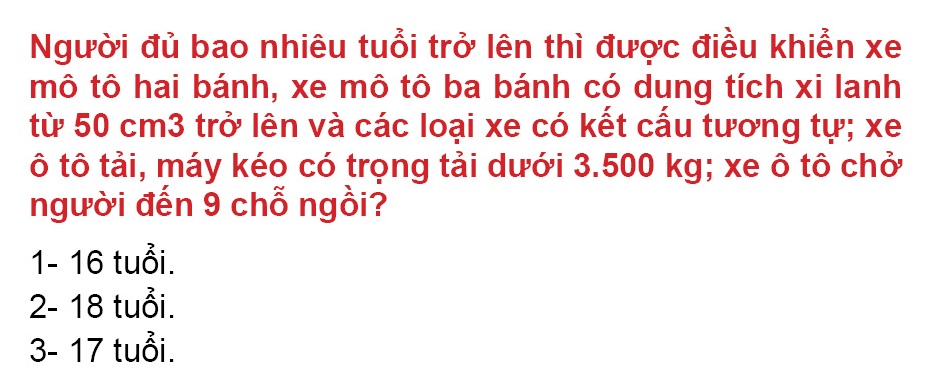 Người đủ bao nhiêu tuổi trở lên thì được điều khiển xe
mô tô hai bánh, xe mô tô ba bánh có dung tích xi lanh
từ 50 cm3 trở lên và các loại xe có kết cấu tương tự; xe
ô tô tải, máy kéo có trọng tải dưới 3.500 kg; xe ô tô chở
người đến 9 chỗ ngồi?
1- 16 tuổi.
2- 18 tuổi.
3- 17 tuổi.